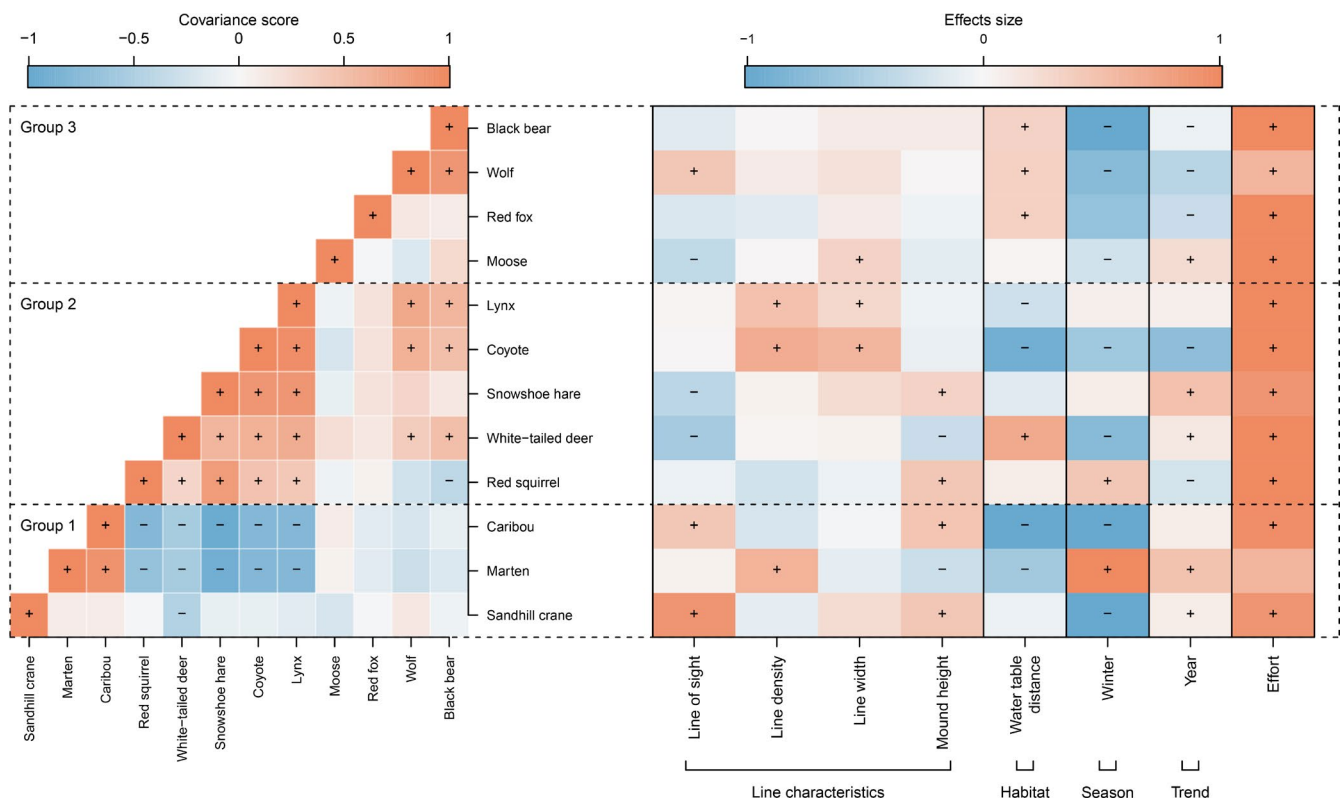 Covariance score
−1 −0.5 0 0.5 1
Effects size
−1 0 1
Group 3
Group 2
Group 1
Black bear + + − − +
Wolf + + + + + − − +
Red fox + + − +
Moose + − + − + +
Lynx + + + + + − +
Coyote + + + + + + − − − +
Snowshoe hare + + + − + + +
White−tailed deer + + + + + + − − + − + +
Red squirrel + + + + + − + + − +
Caribou + − − − − − + + − − +
Marten + + − − − − − + − − + +
Sandhill crane + − + + − + +
Sandhill crane
Marten
Caribou
Red squirrel
White−tailed deer
Snowshoe hare
Coyote
Lynx
Moose
Red fox
Wolf
Black bear
Line of sight
Line density
Line width
Mound height
Water table
distance
Winter
Year
Effort
Line characteristics
Habitat
Season
Trend